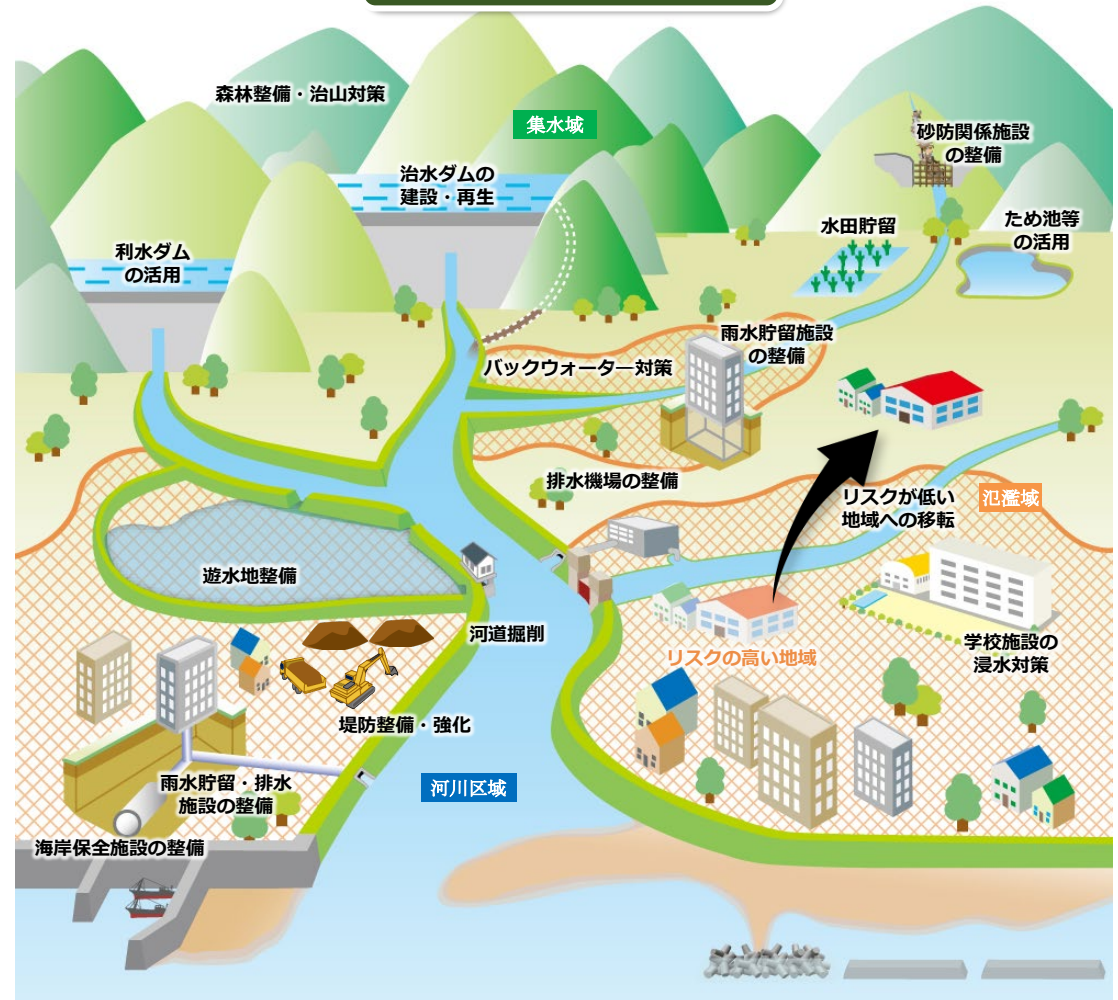 森林整備・治山対策
集水域
砂防関係施設
の整備
治水ダムの
建設・再生
水田貯留
ため池等
の活用
利水ダム
の活用
雨水貯留施設
の整備
バックウォーター対策
排水機場の整備
リスクが低い
地域への移転
氾濫域
遊水地整備
河道掘削
学校施設の
浸水対策
リスクの高い地域
堤防整備・強化
河川区域
雨水貯留・排水
施設の整備
海岸保全施設の整備